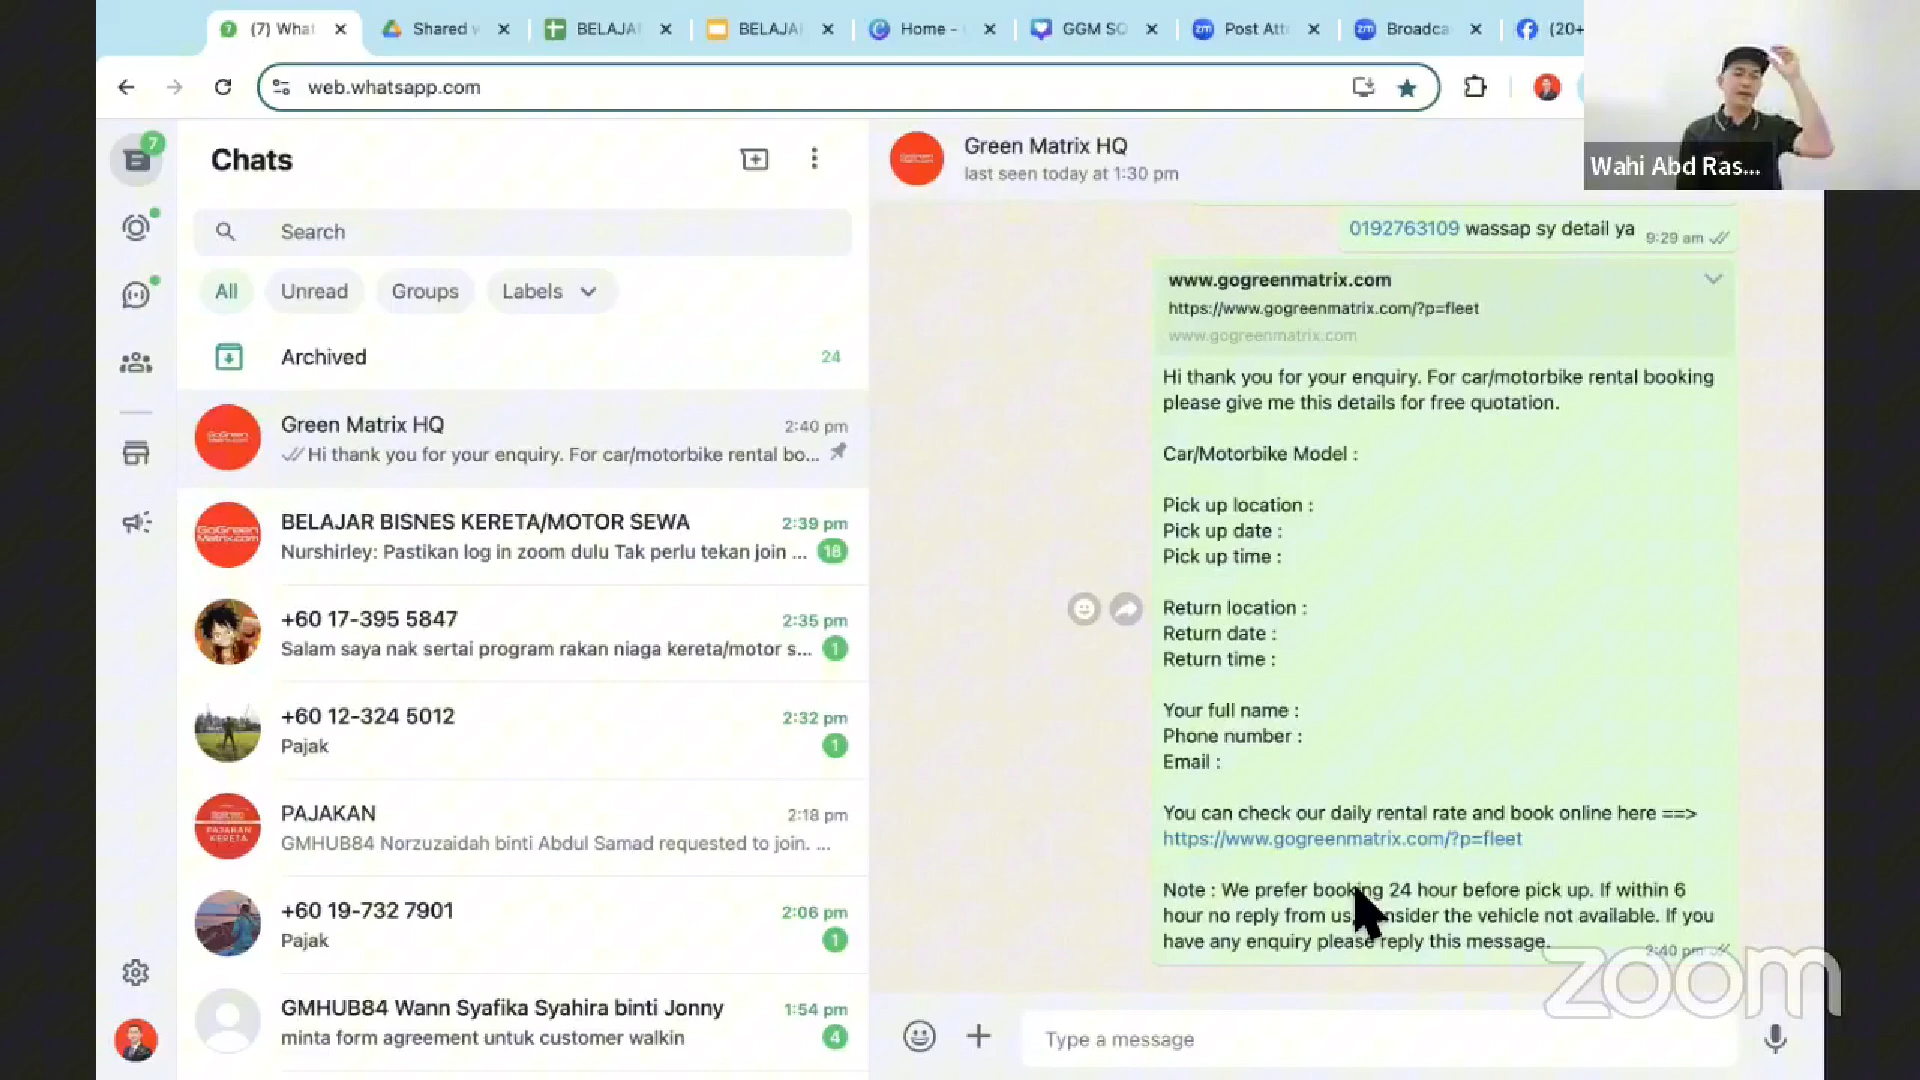 (7) What
Shared
BELAJA
BELAJA
Home -
GGM SO
Post Att
Broadca
(20+
web.whatsapp.com
Wahi Abd Ras...
7
Chats
Search
All
Unread
Groups
Labels
Archived
24
Green Matrix HQ
2:40 pm
Hi thank you for your enquiry. For car/motorbike rental bo...
GoGreen
Matrix.com
BELAJAR BISNES KERETA/MOTOR SEWA
2:39 pm
Nurshirley: Pastikan log in zoom dulu Tak perlu tekan join ...
18
+60 17-395 5847
2:35 pm
Salam saya nak sertai program rakan niaga kereta/motor s...
1
+60 12-324 5012
2:32 pm
Pajak
1
PAJAKAN
KERETA
PAJAKAN
2:18 pm
GMHUB84 Norzuzaidah binti Abdul Samad requested to join. ...
+60 19-732 7901
2:06 pm
Pajak
1
GMHUB84 Wann Syafika Syahira binti Jonny
1:54 pm
minta form agreement untuk customer walkin
4
Green Matrix HQ
last seen today at 1:30 pm
0192763109 wassap sy detail ya
9:29 am
www.gogreenmatrix.com
https://www.gogreenmatrix.com/?p=fleet
www.gogreenmatrix.com
Hi thank you for your enquiry. For car/motorbike rental booking
please give me this details for free quotation.
Car/Motorbike Model :
Pick up location :
Pick up date :
Pick up time :
Return location :
Return date :
Return time :
Your full name :
Phone number :
Email :
You can check our daily rental rate and book online here ==>
https://www.gogreenmatrix.com/?p=fleet
Note : We prefer booking 24 hour before pick up. If within 6
hour no reply from us, consider the vehicle not available. If you
have any enquiry please reply this message.
2:40 pm
zoom
Type a message